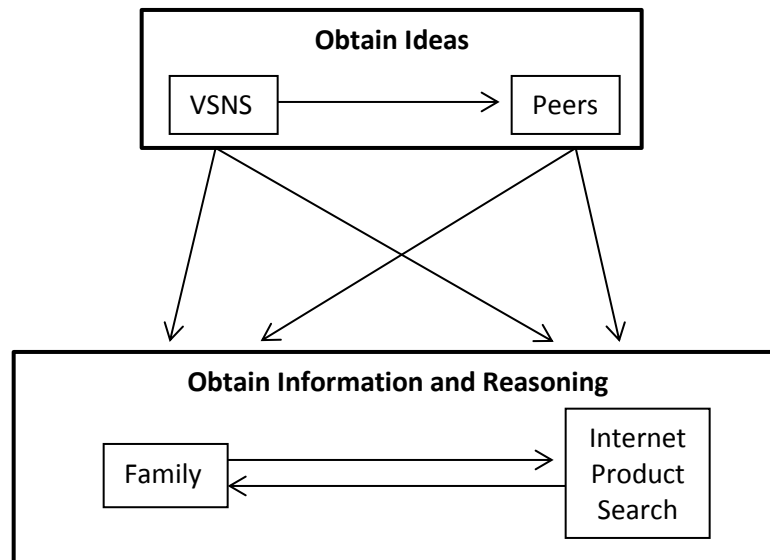 Obtain Ideas
VSNS
Peers
Obtain Information and Reasoning
Family
Internet
Product
Search